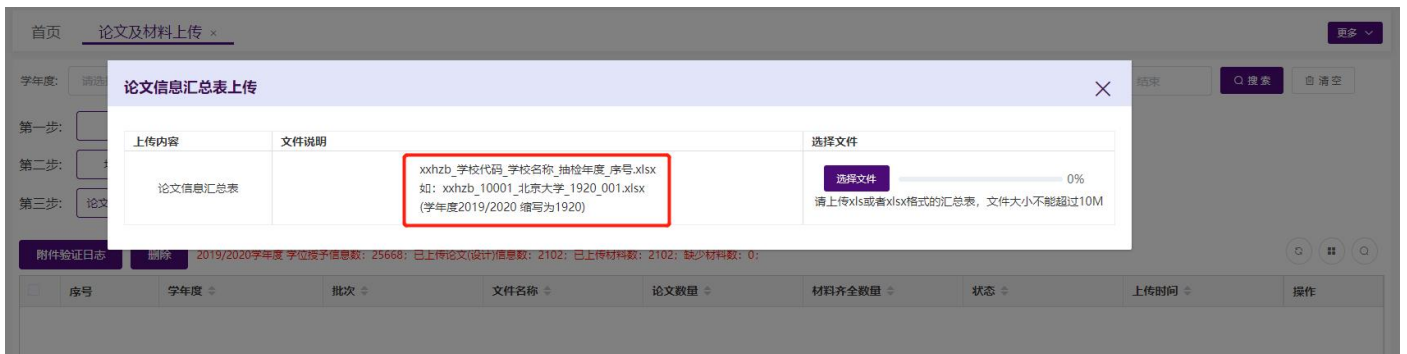 首页
论文及材料上传 ×
更多
学年度:
请选
结束
搜索
清空
论文信息汇总表上传
第一步:
第二步:
第三步:
论文
上传内容
文件说明
选择文件
论文信息汇总表
xxhzb_学校代码_学校名称_抽检年度_序号.xlsx
如：xxhzb_10001_北京大学_1920_001.xlsx
(学年度2019/2020 缩写为1920)
选择文件
0%
请上传xls或者xlsx格式的汇总表，文件大小不能超过10M
附件验证日志
删除
2019/2020学年度 学位授予信息数：25668；已上传论文(设计)信息数：2102；已上传材料数：2102；缺少材料数：0；
序号
学年度
批次
文件名称
论文数量
材料齐全数量
状态
上传时间
操作